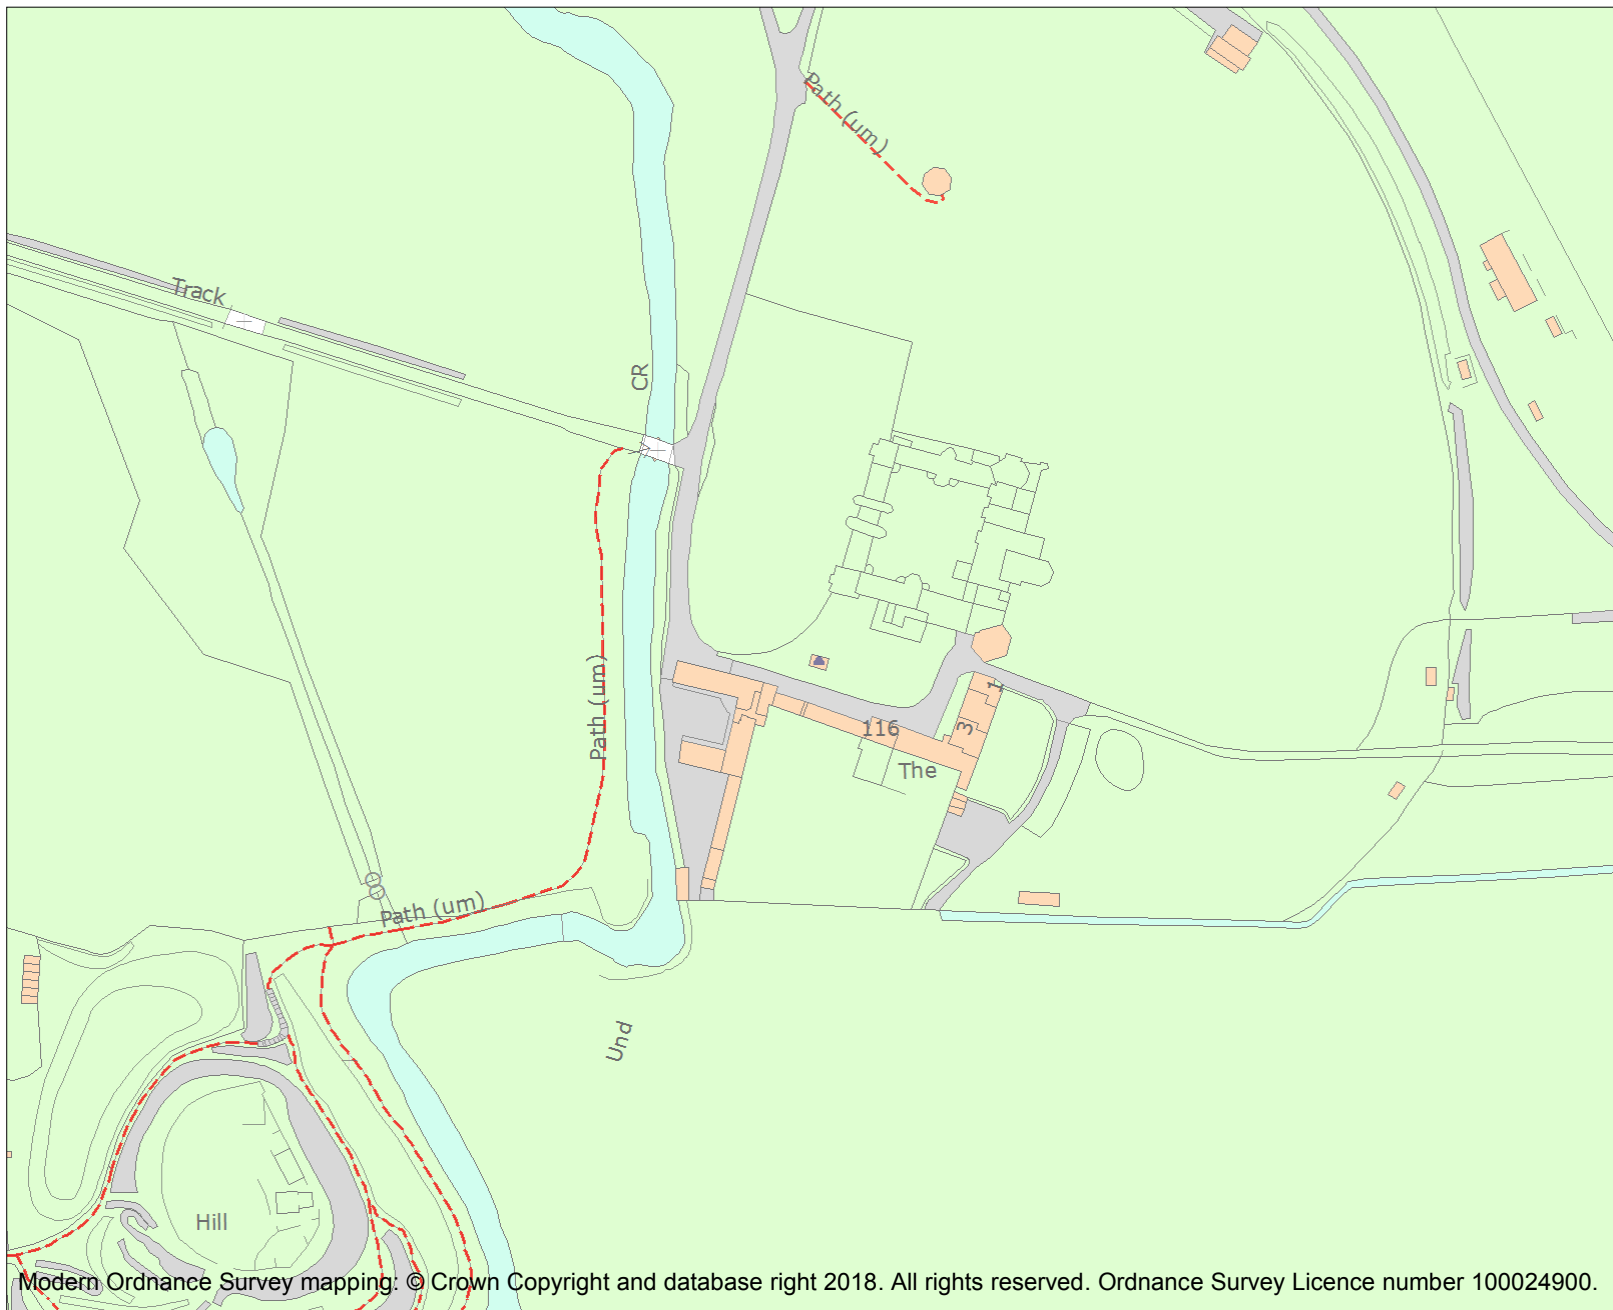 Path (um)
Track
CR
Path (um)
1
116
3
The
Path (um)
Und
Hill
Modern Ordnance Survey mapping: © Crown Copyright and database right 2018. All rights reserved. Ordnance Survey Licence number 100024900.